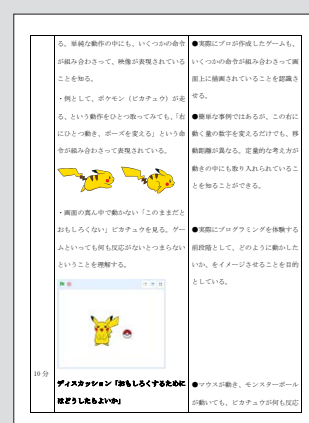 る。単純な動作の中にも、いくつかの命令
が組み合わさって、映像が表現されている
ことを知る。
・例として、ポケモン（ピカチュウ）が走
る、という動作をひとつ取ってみても、「右
にひとつ動き、ポーズを変える」という命
令が組み合わさって表現されている。
・画面の真ん中で動かない「このままだと
おもしろくない」ピカチュウを見る。ゲー
ムといっても何も反応がないとつまらない
ということを理解する。
10分
ディスカッション「おもしろくするために
はどうしたらよいか」
●実際にプロが作成したゲームも、
いくつかの命令が組み合わさって画
面上に描画されていることを認識さ
せる。
●簡単な事例ではあるが、この右に
動く量の数字を変えるだけでも、移
動距離が異なる。定量的な考え方が
動きの中にも取り入れられているこ
とを知ることができる。
●実際にプログラミングを体験する
前段階として、どのように動かした
いか、をイメージさせることを目的
としている。
●マウスが動き、モンスターボール
が動いても、ピカチュウが何も反応